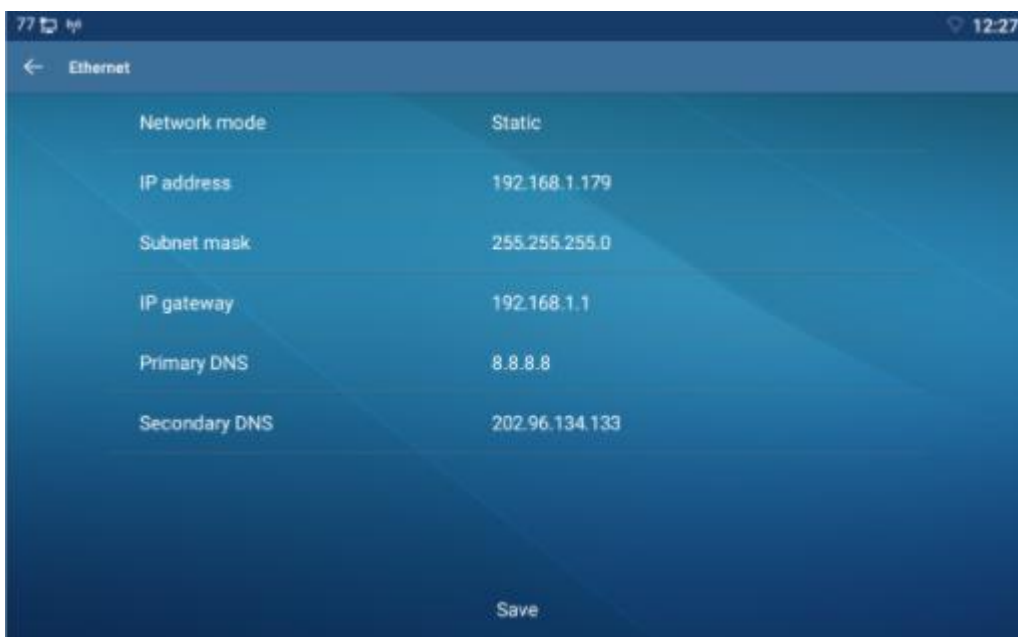 77 12:27
Ethernet
Network mode Static
IP address 192.168.1.179
Subnet mask 255.255.255.0
IP gateway 192.168.1.1
Primary DNS 8.8.8.8
Secondary DNS 202.96.134.133
Save